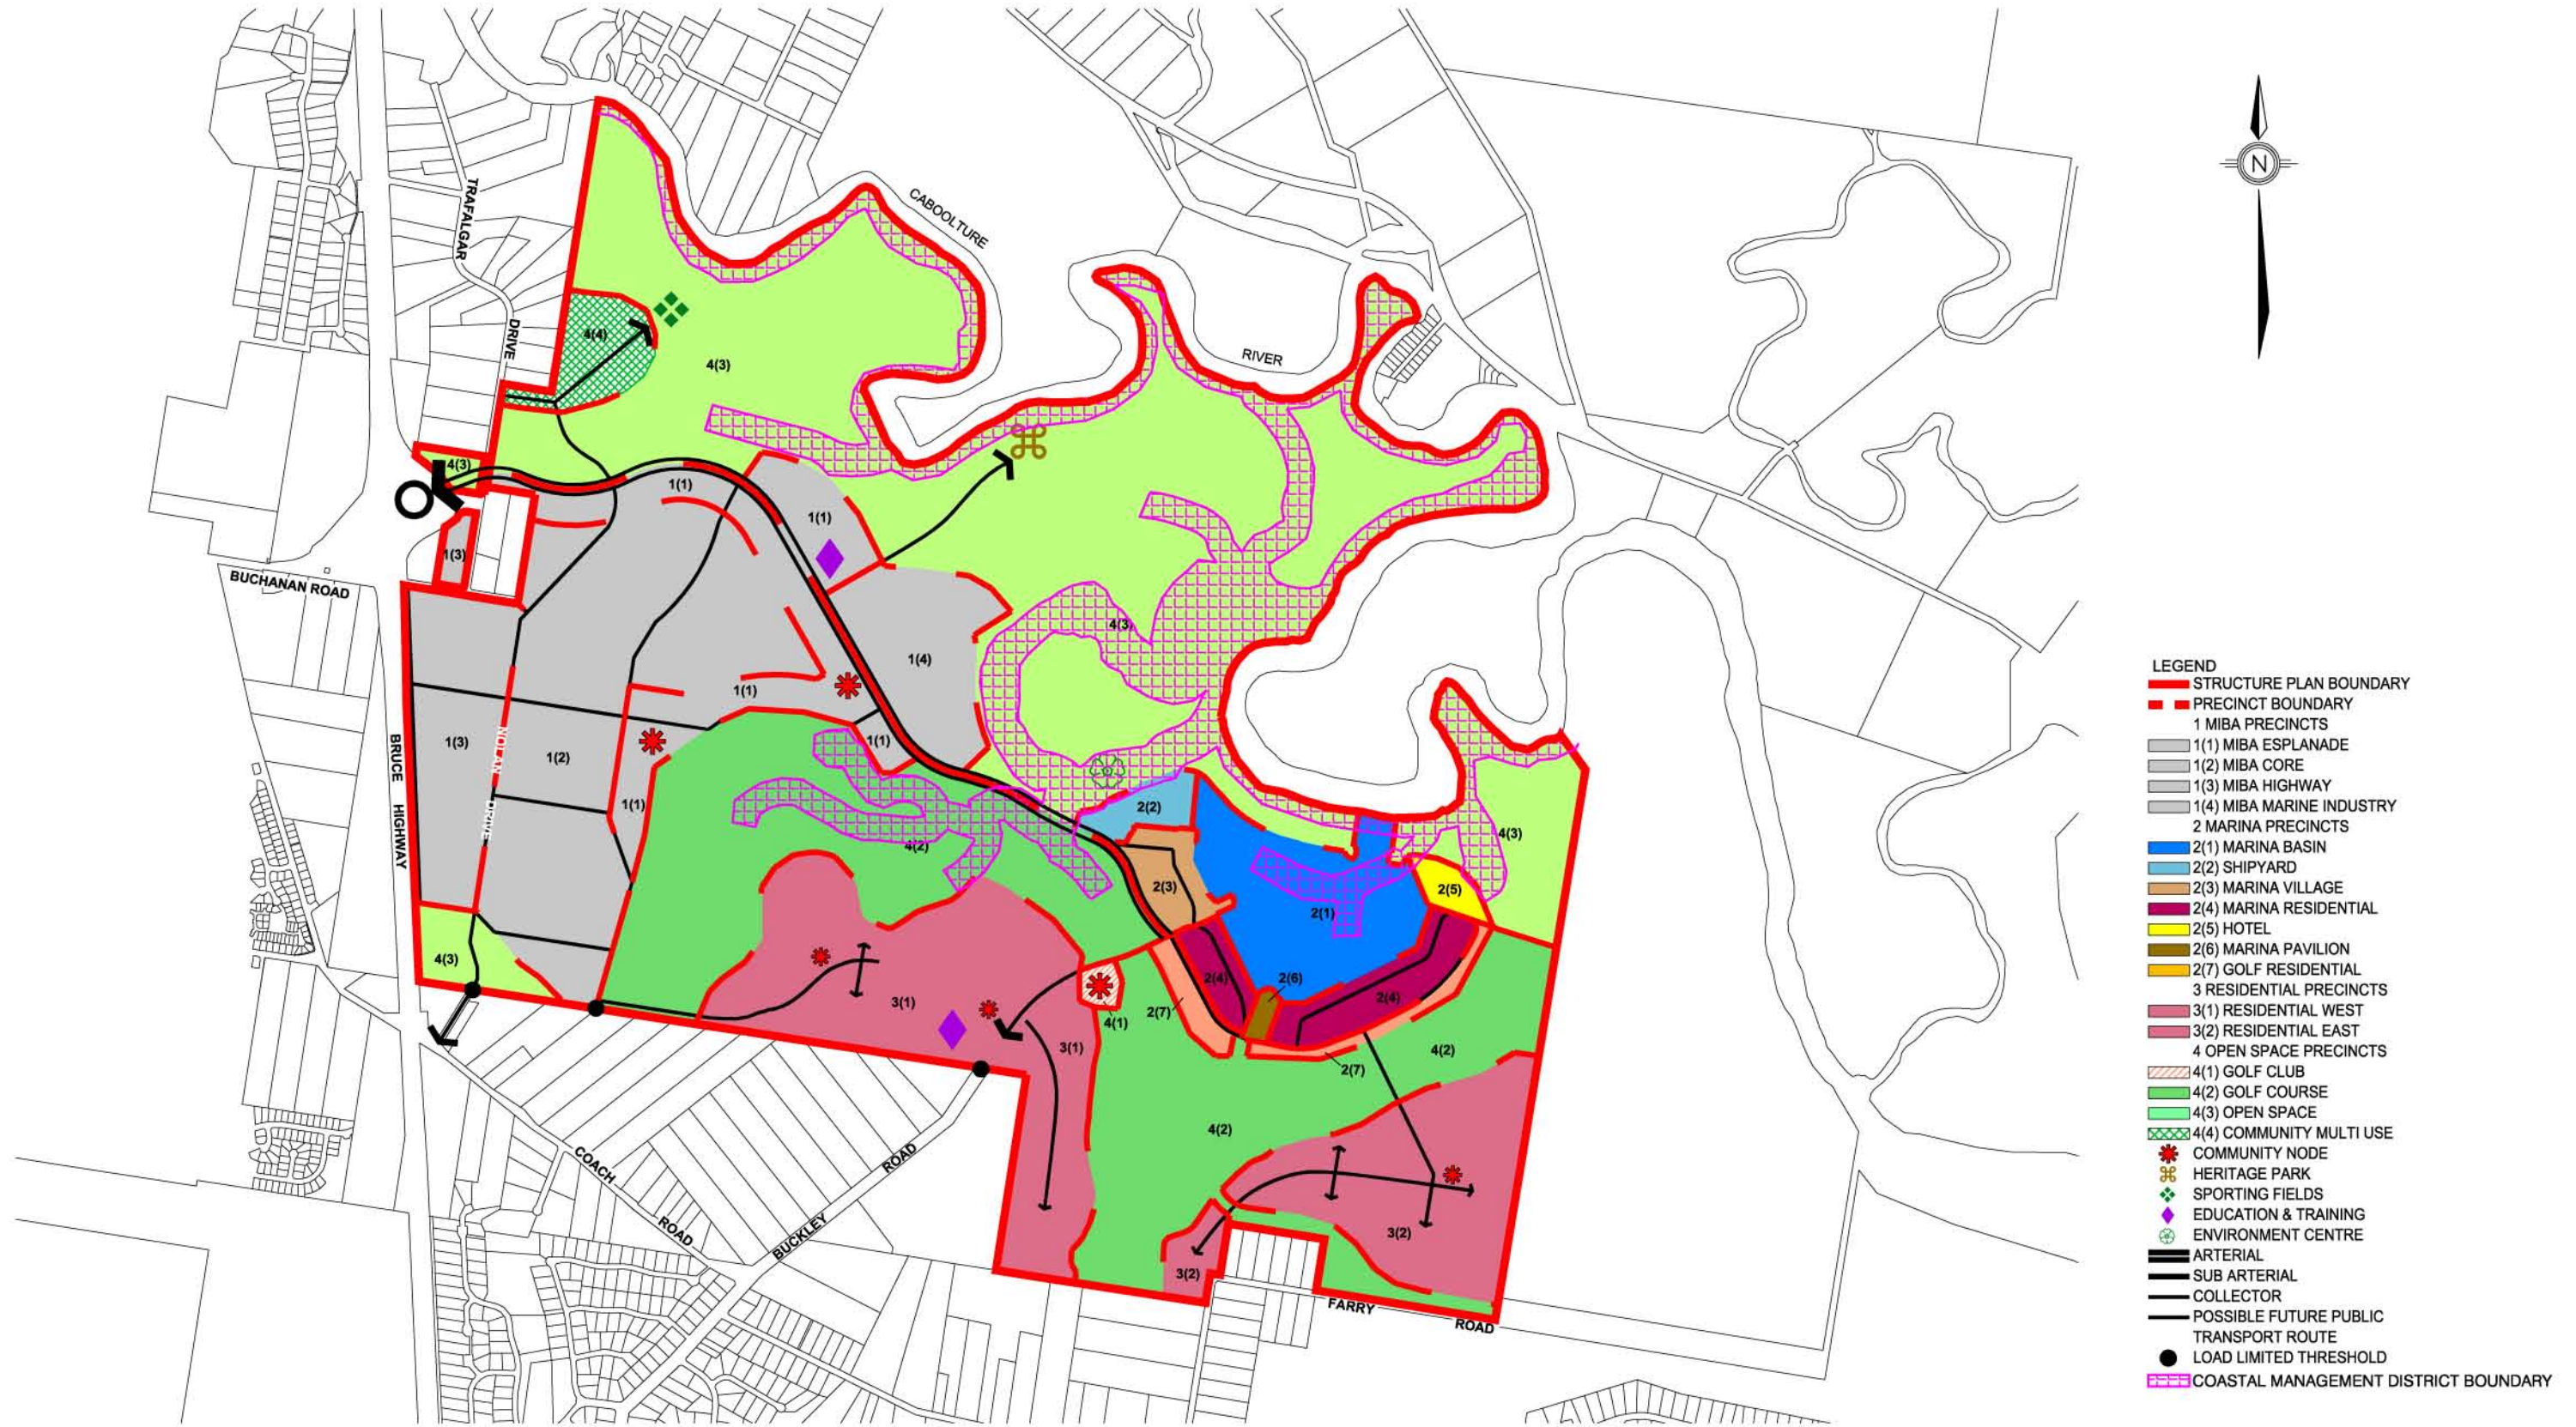 N
TRAFALGAR
DRIVE
CABOOLTURE
RIVER
4(4)
4(3)
4(3)
1(1)
1(1)
1(3)
BUCHANAN ROAD
4(3)
1(4)
1(1)
1(1)
1(3)
NOLAN
DRIVE
1(2)
BRUCE
HIGHWAY
1(1)
2(2)
4(3)
4(2)
2(3)
2(5)
2(1)
4(3)
3(1)
2(4)
2(6)
2(4)
4(1)
2(7)
3(1)
4(2)
2(7)
4(2)
COACH
ROAD
BUCKLEY
ROAD
3(2)
3(2)
FARRY
ROAD
LEGEND
STRUCTURE PLAN BOUNDARY
PRECINCT BOUNDARY
1 MIBA PRECINCTS
1(1) MIBA ESPLANADE
1(2) MIBA CORE
1(3) MIBA HIGHWAY
1(4) MIBA MARINE INDUSTRY
2 MARINA PRECINCTS
2(1) MARINA BASIN
2(2) SHIPYARD
2(3) MARINA VILLAGE
2(4) MARINA RESIDENTIAL
2(5) HOTEL
2(6) MARINA PAVILION
2(7) GOLF RESIDENTIAL
3 RESIDENTIAL PRECINCTS
3(1) RESIDENTIAL WEST
3(2) RESIDENTIAL EAST
4 OPEN SPACE PRECINCTS
4(1) GOLF CLUB
4(2) GOLF COURSE
4(3) OPEN SPACE
4(4) COMMUNITY MULTI USE
COMMUNITY NODE
HERITAGE PARK
SPORTING FIELDS
EDUCATION & TRAINING
ENVIRONMENT CENTRE
ARTERIAL
SUB ARTERIAL
COLLECTOR
POSSIBLE FUTURE PUBLIC
TRANSPORT ROUTE
LOAD LIMITED THRESHOLD
COASTAL MANAGEMENT DISTRICT BOUNDARY